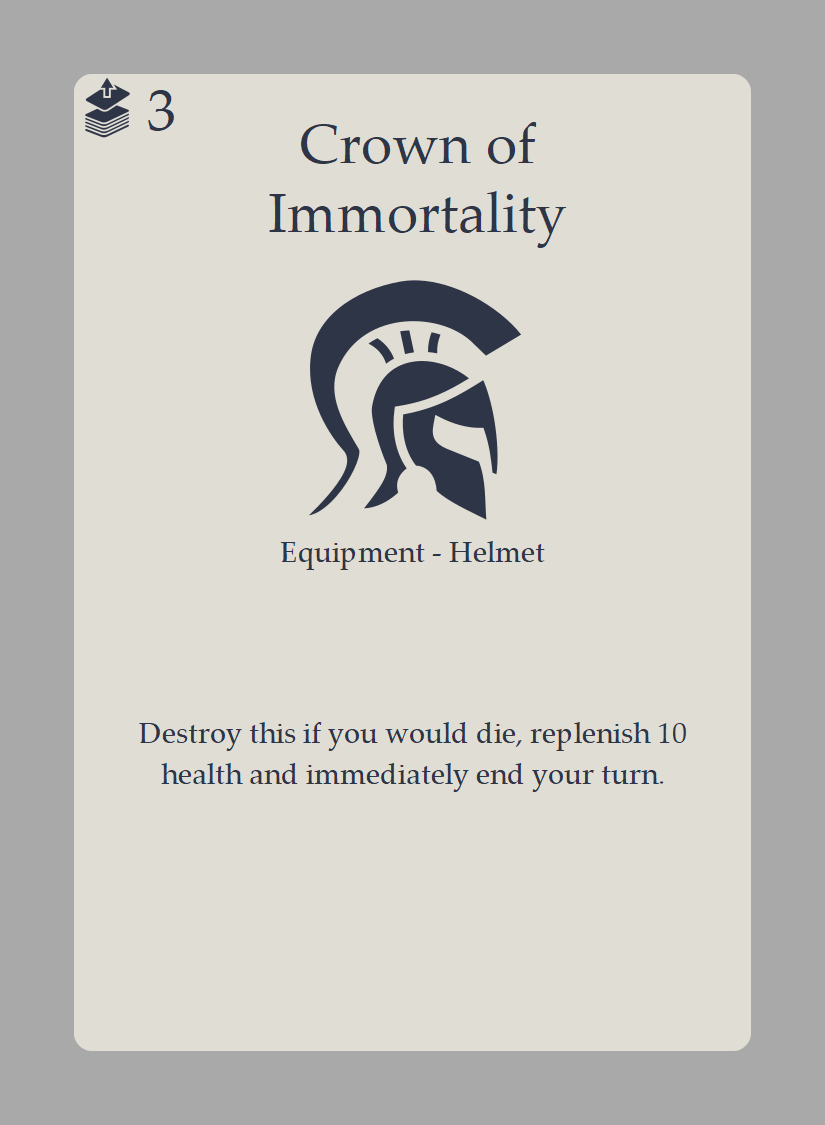 3
Crown of
Immortality
Equipment - Helmet
Destroy this if you would die, replenish 10
health and immediately end your turn.